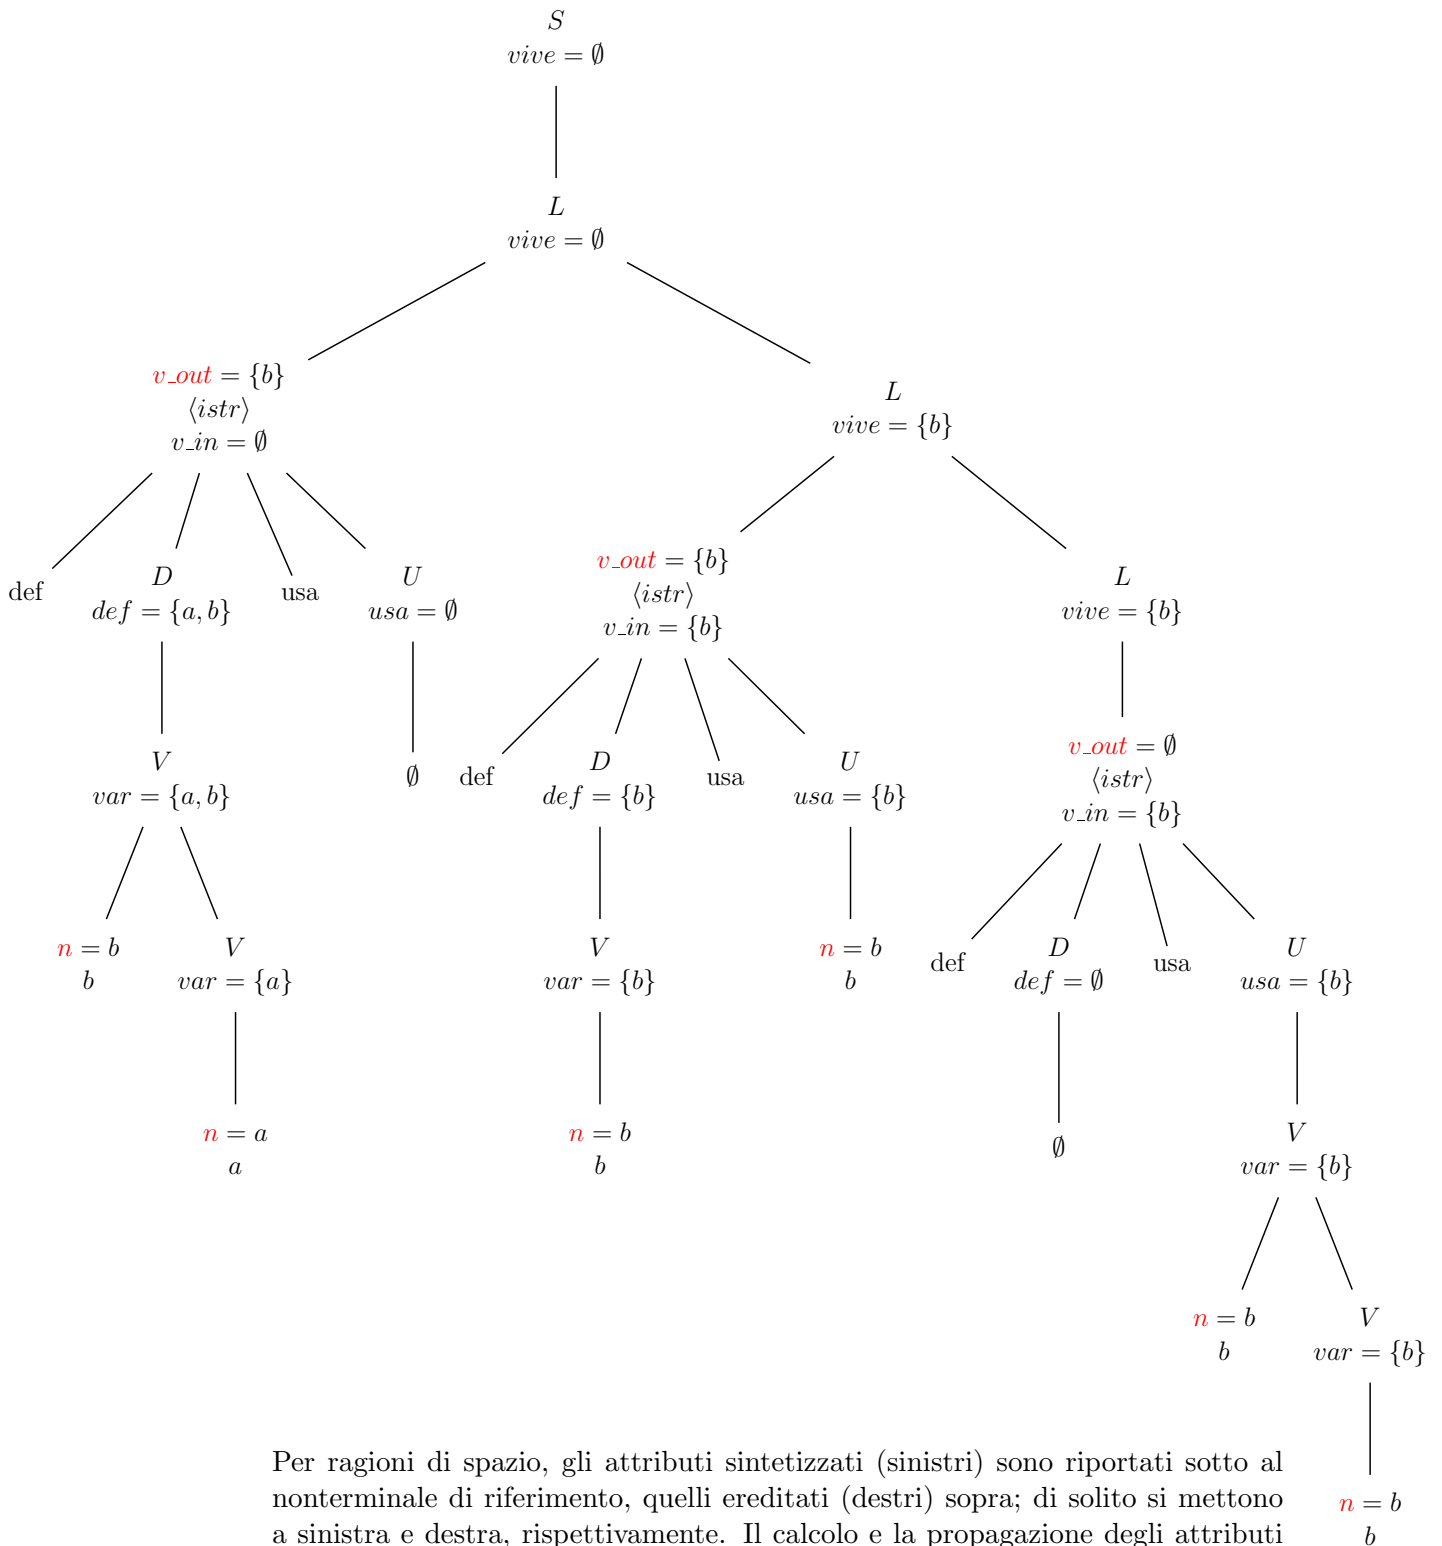 S
vive = ∅
L
vive = ∅
v_out = {b}
⟨istr⟩
v_in = ∅
L
vive = {b}
def
D
def = {a, b}
usa
U
usa = ∅
v_out = {b}
⟨istr⟩
v_in = {b}
L
vive = {b}
V
var = {a, b}
∅
def
D
def = {b}
usa
U
usa = {b}
v_out = ∅
⟨istr⟩
v_in = {b}
n = b
b
V
var = {a}
V
var = {b}
n = b
b
def
D
def = ∅
usa
U
usa = {b}
n = a
a
n = b
b
∅
V
var = {b}
n = b
b
V
var = {b}
n = b
b
Per ragioni di spazio, gli attributi sintetizzati (sinistri) sono riportati sotto al
nonterminale di riferimento, quelli ereditati (destri) sopra; di solito si mettono
a sinistra e destra, rispettivamente. Il calcolo e la propagazione degli attributi